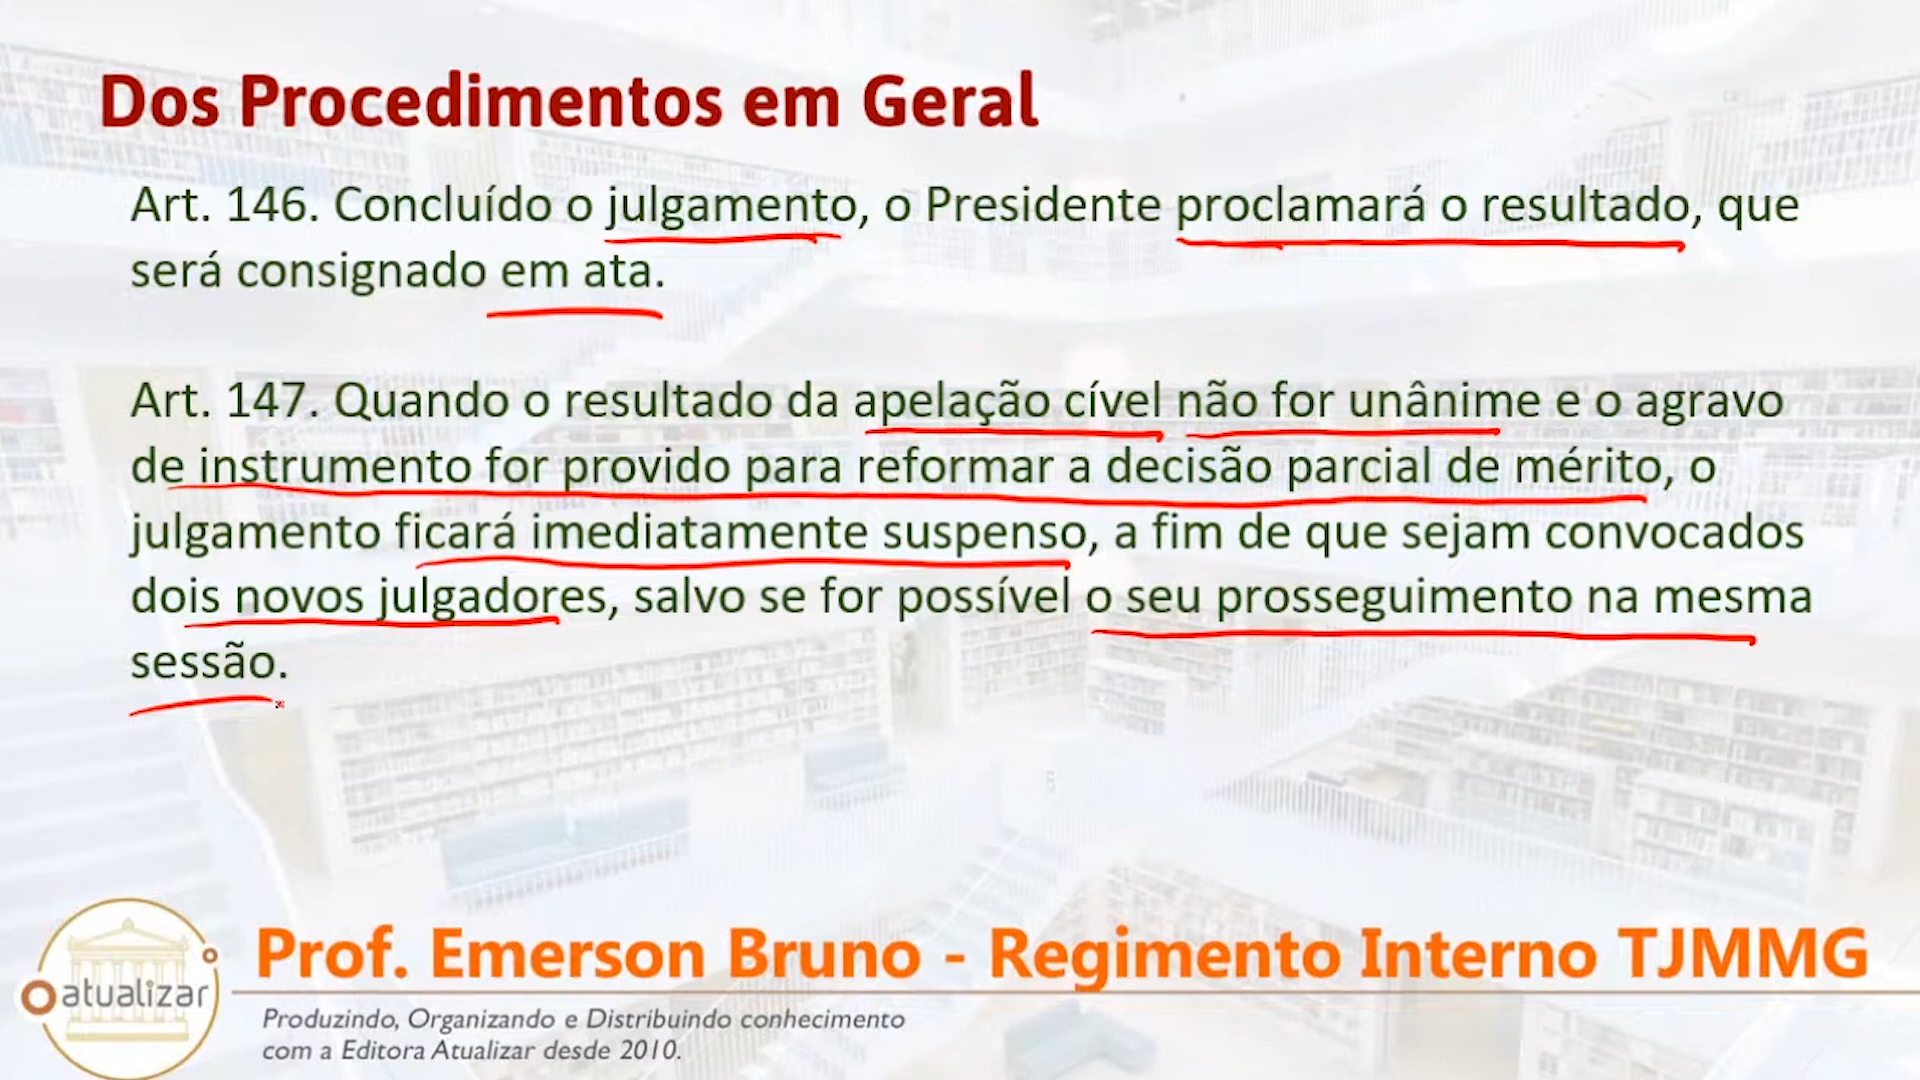 Dos Procedimentos em Geral
Art. 146. Concluído o julgamento, o Presidente proclamará o resultado, que
será consignado em ata.
Art. 147. Quando o resultado da apelação cível não for unânime e o agravo
de instrumento for provido para reformar a decisão parcial de mérito, o
julgamento ficará imediatamente suspenso, a fim de que sejam convocados
dois novos julgadores, salvo se for possível o seu prosseguimento na mesma
sessão.
6
atualizar
Prof. Emerson Bruno - Regimento Interno TJMMG
Produzindo, Organizando e Distribuindo conhecimento
com a Editora Atualizar desde 2010.